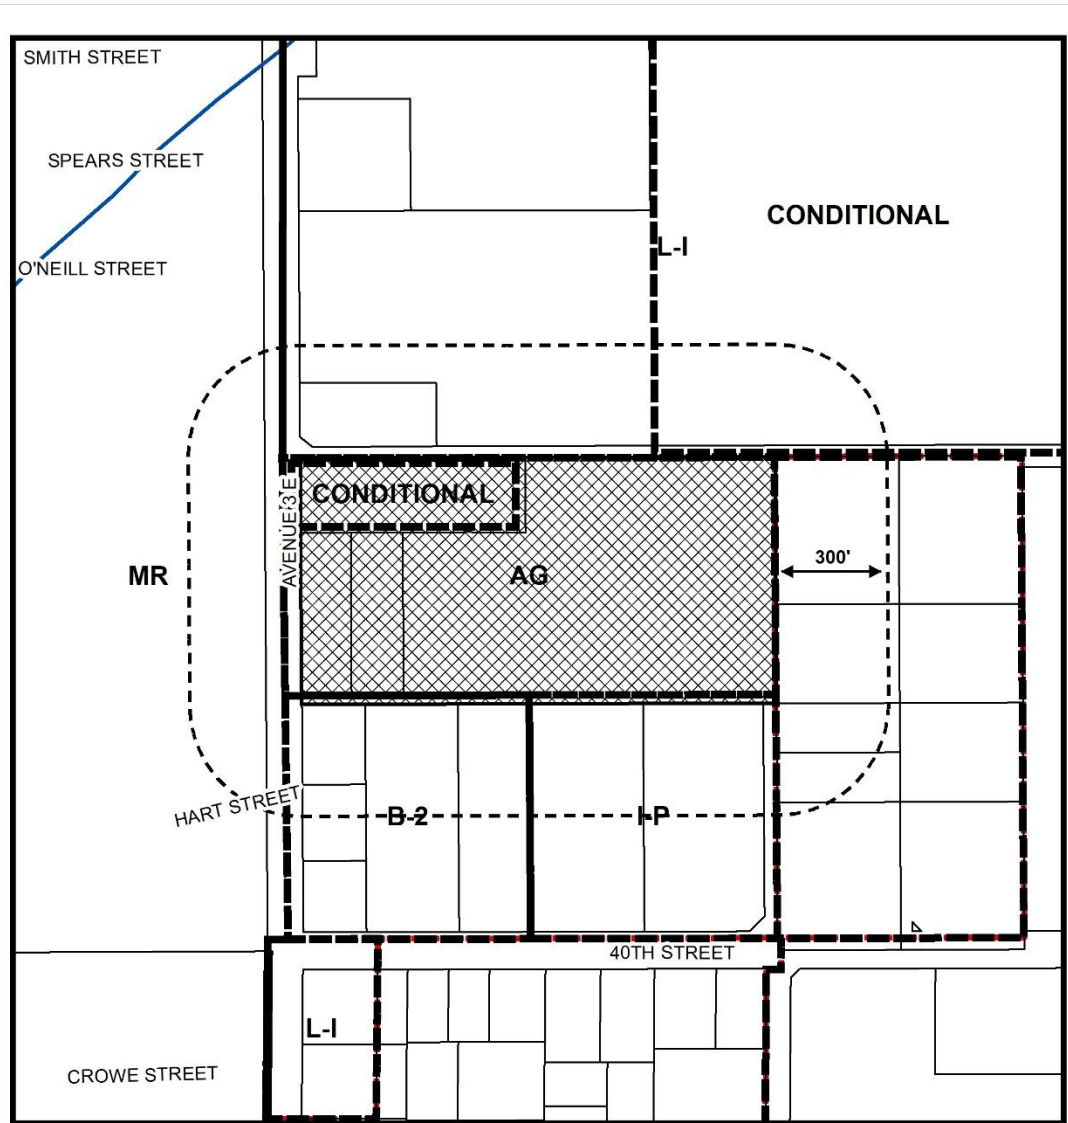 SMITH STREET
SPEARS STREET
CONDITIONAL
L-I
O'NEILL STREET
CONDITIONAL
AVENUE 3 E
300'
MR
AG
HART STREET
B-2
I-P
40TH STREET
L-I
CROWE STREET